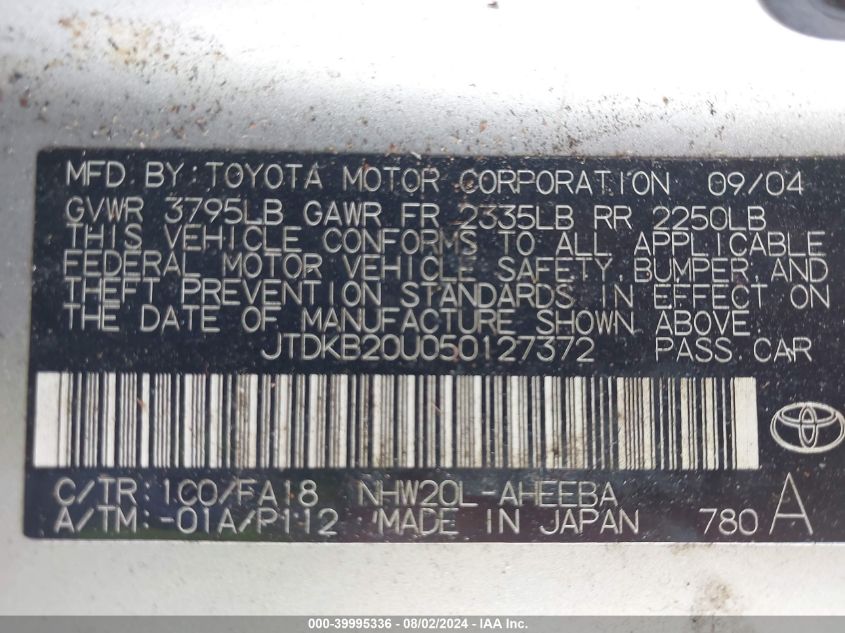 MFD. BY: TOYOTA MOTOR CORPORATION 09/04
GVWR 3795LB GAWR FR 2335LB RR 2250LB
THIS VEHICLE CONFORMS TO ALL APPLICABLE
FEDERAL MOTOR VEHICLE SAFETY, BUMPER, AND
THEFT PREVENTION STANDARDS IN EFFECT ON
THE DATE OF MANUFACTURE SHOWN ABOVE.
JTDKB20U050127372 PASS. CAR
C/TR: 1C0/FA18 NHW20L-AHEEBA
A/TM: -01A/P112 MADE IN JAPAN 780 A
000-39995336 - 08/02/2024 - IAA Inc.